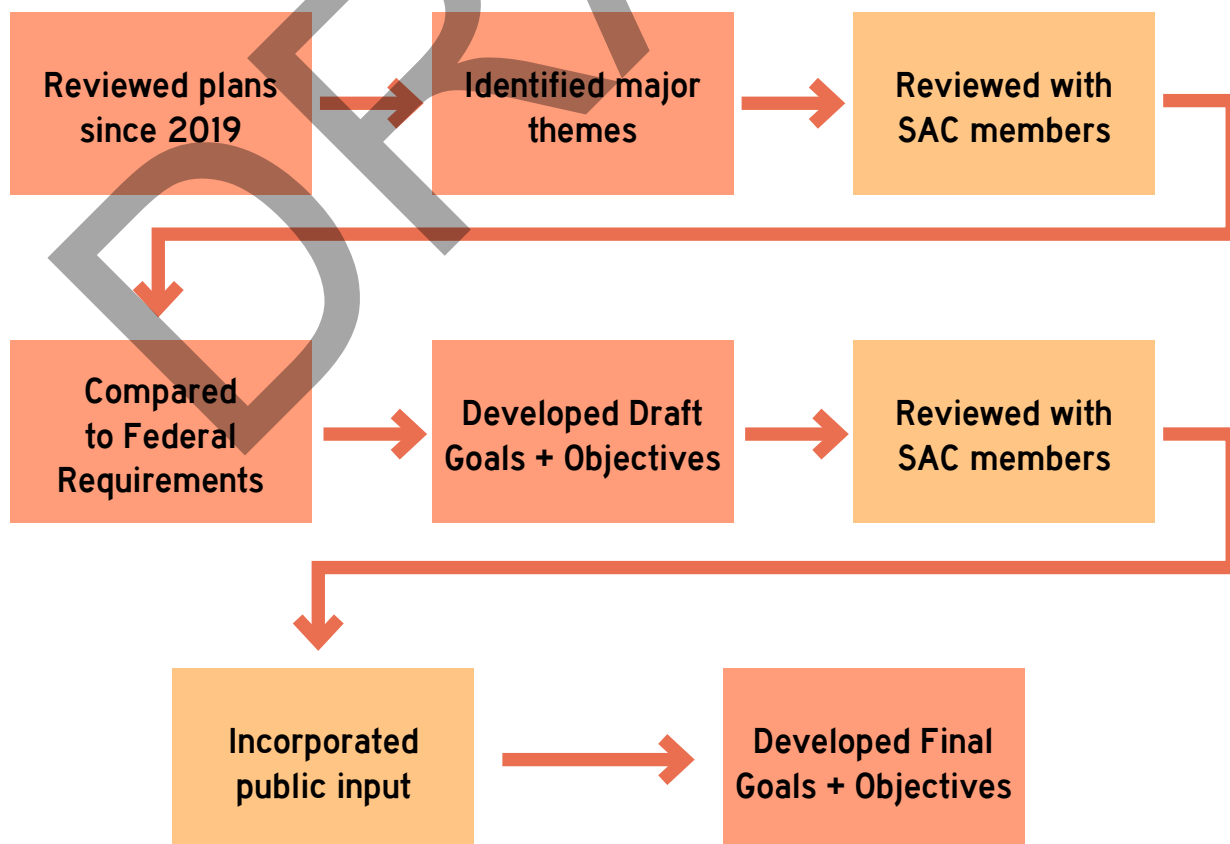 Reviewed plans
since 2019
Identified major
themes
Reviewed with
SAC members
Compared
to Federal
Requirements
Developed Draft
Goals + Objectives
Reviewed with
SAC members
Incorporated
public input
Developed Final
Goals + Objectives